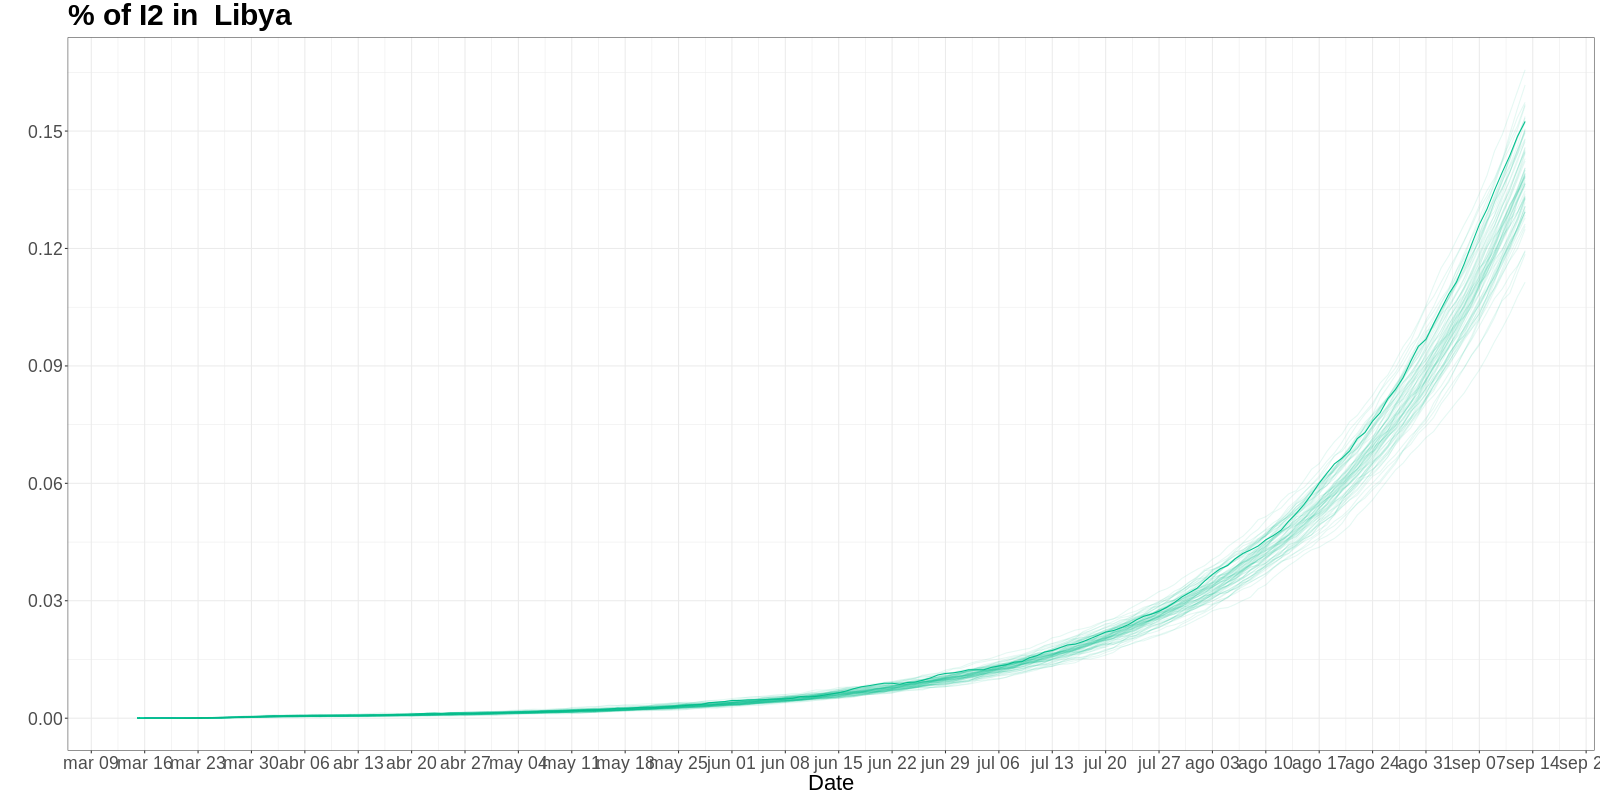 % of I2 in  Libya
0.15
0.12
0.09
0.06
0.03
0.00
mar 09 mar 16 mar 23 mar 30 abr 06 abr 13 abr 20 abr 27 may 04 may 11 may 18 may 25 jun 01 jun 08 jun 15 jun 22 jun 29 jul 06 jul 13 jul 20 jul 27 ago 03 ago 10 ago 17 ago 24 ago 31 sep 07 sep 14 sep 2
Date